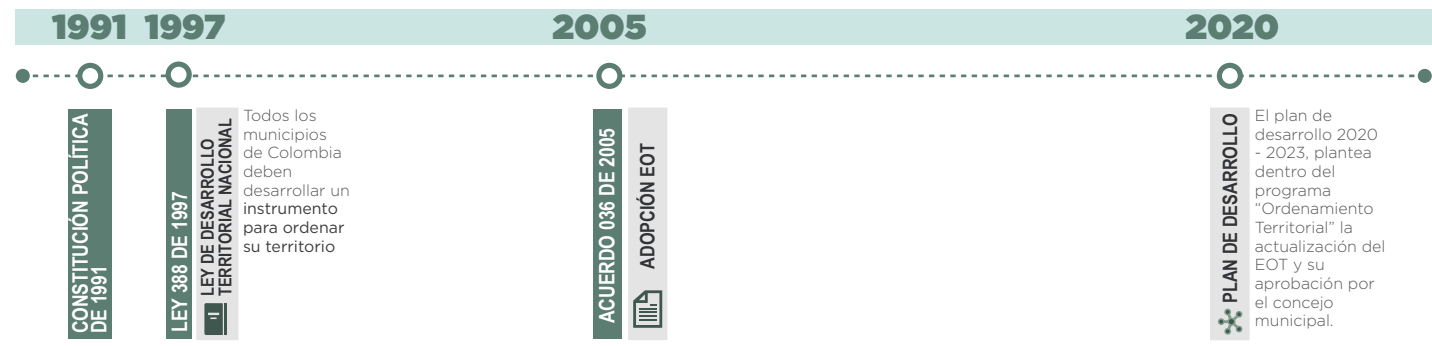 1991 1997 2005 2020
CONSTITUCIÓN POLÍTICA
DE 1991
LEY 388 DE 1997
LEY DE DESARROLLO
TERRITORIAL NACIONAL
Todos los
municipios
de Colombia
deben
desarrollar un
instrumento
para ordenar
su territorio
ACUERDO 036 DE 2005
ADOPCIÓN EOT
PLAN DE DESARROLLO
El plan de
desarrollo 2020
- 2023, plantea
dentro del
programa
“Ordenamiento
Territorial” la
actualización del
EOT y su
aprobación por
el concejo
municipal.